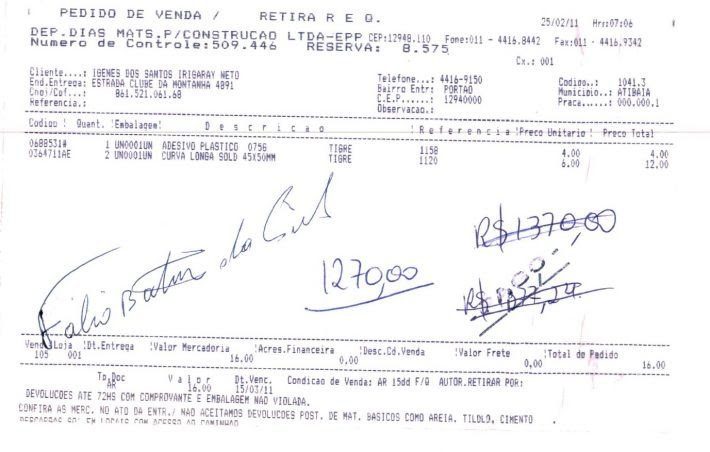 PEDIDO DE VENDA / RETIRA R E Q. 25/02/11 Hrr:07:06
DEP.DIAS MATS.P/CONSTRUCAO LTDA-EPP CEP:12948.110 Fone:011 - 4416.8442 Fax:011 - 4416.9342
Numero de Controle:509.446 RESERVA: 8.575
Cx.: 001
Cliente....: IGENES DOS SANTOS IRIGARAY NETO Telefone...: 4416-9150 Codigo..: 1041.3
End.Entrega: ESTRADA CLUBE DA MONTANHA 4891 Bairro Entr: PORTAO Municipio..: ATIBAIA
Cnpj/Cpf...: 861.521.061.68 C.E.P......: 12940000 Praca.....: 000.000.1
Referencia.: Observacao.:
Codigo ! Quant. !Embalagem! D e s c r i c a o ! R e f e r e n c i a !Preco Unitario! Preco Total
0688531# 1 UN0001UN ADESIVO PLASTICO 075G TIGRE 1158 4.00 4.00
0364711AE 2 UN0001UN CURVA LONGA SOLD 45X50MM TIGRE 1120 6.00 12.00
R$1370,00
1270,00
Fábio
Vend Loja !Dt.Entrega !Valor Mercadoria !Acres.Financeira !Desc.Cd.Venda !Valor Frete !Total do Pedido
105 001 16.00 0.00 0,00 16.00
Tp.Doc V a l o r Dt.Venc. Condicao de Venda: AR 15dd F/Q AUTOR.RETIRAR POR:
AR 16.00 15/03/11
DEVOLUCOES ATE 72HS COM COMPROVANTE E EMBALAGEM NAO VIOLADA.
CONFIRA AS MERC. NO ATO DA ENTR./ NAO ACEITAMOS DEVOLUCOES POST. DE MAT. BASICOS COMO AREIA, TIJOLO, CIMENTO